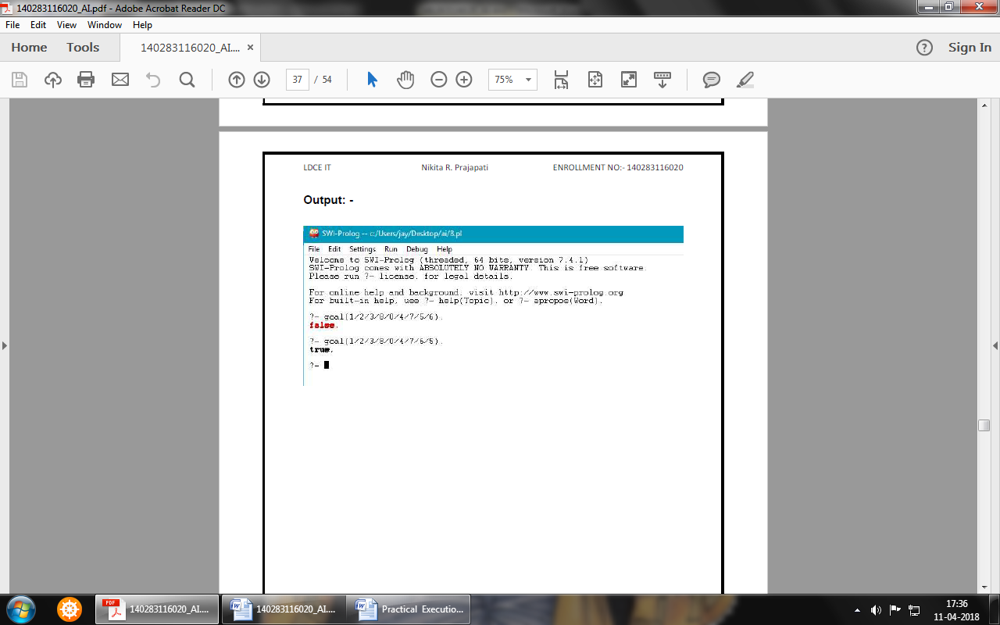 140283116020_AI.pdf - Adobe Acrobat Reader DC
File Edit View Window Help
Home Tools 140283116020_AI.... × ? Sign In
37 / 54 75%
LDCE IT Nikita R. Prajapati ENROLLMENT NO:- 140283116020
Output: -
SWI-Prolog -- c:/Users/jay/Desktop/ai/8.pl
File Edit Settings Run Debug Help
Welcome to SWI-Prolog (threaded, 64 bits, version 7.4.1)
SWI-Prolog comes with ABSOLUTELY NO WARRANTY. This is free software.
Please run ?- license. for legal details.
For online help and background, visit http://www.swi-prolog.org
For built-in help, use ?- help(Topic). or ?- apropos(Word).
?- goal(1/2/3/8/0/4/7/5/6).
false.
?- goal(1/2/3/8/0/4/7/6/5).
true.
?-
PDF 140283116020_AI.... 140283116020_AI.... Practical Executio... 17:36
11-04-2018